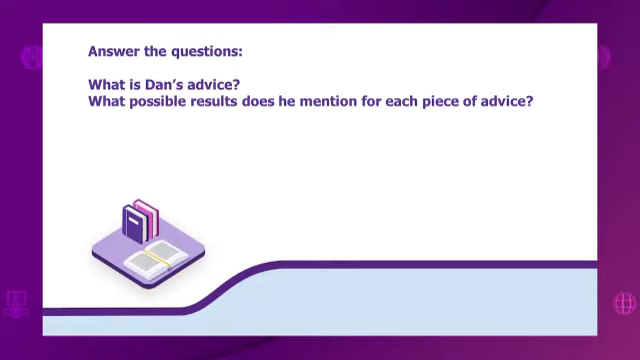 Answer the questions:
What is Dan's advice?
What possible results does he mention for each piece of advice?